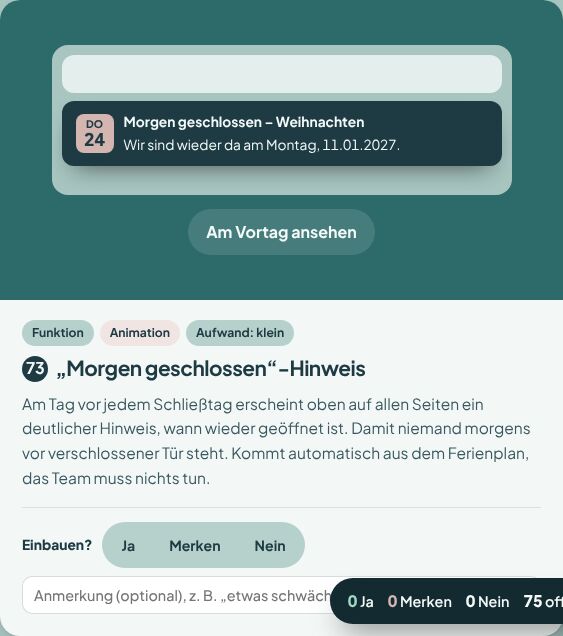 DO
24
Morgen geschlossen – Weihnachten
Wir sind wieder da am Montag, 11.01.2027.
Am Vortag ansehen
Funktion Animation Aufwand: klein
73 „Morgen geschlossen“-Hinweis
Am Tag vor jedem Schließtag erscheint oben auf allen Seiten ein
deutlicher Hinweis, wann wieder geöffnet ist. Damit niemand morgens
vor verschlossener Tür steht. Kommt automatisch aus dem Ferienplan,
das Team muss nichts tun.
Einbauen? Ja Merken Nein
Anmerkung (optional), z. B. „etwas
0 Ja 0 Merken 0 Nein 75